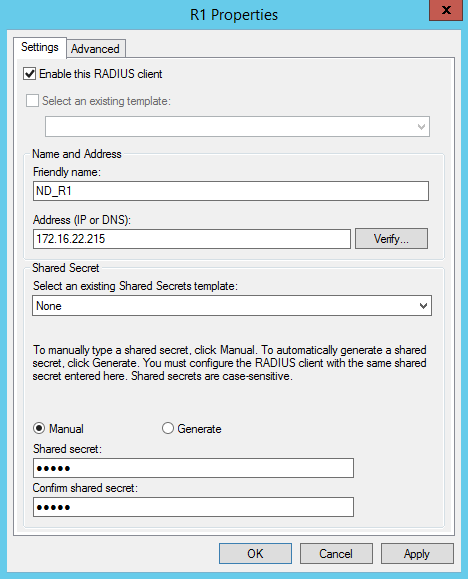 R1 Properties
x
Settings
Advanced
Enable this RADIUS client
Select an existing template:
Name and Address
Friendly name:
ND_R1
Address (IP or DNS):
172.16.22.215
Verify...
Shared Secret
Select an existing Shared Secrets template:
None
To manually type a shared secret, click Manual. To automatically generate a shared
secret, click Generate. You must configure the RADIUS client with the same shared
secret entered here. Shared secrets are case-sensitive.
Manual
Generate
Shared secret:
●●●●●
Confirm shared secret:
●●●●●
OK
Cancel
Apply